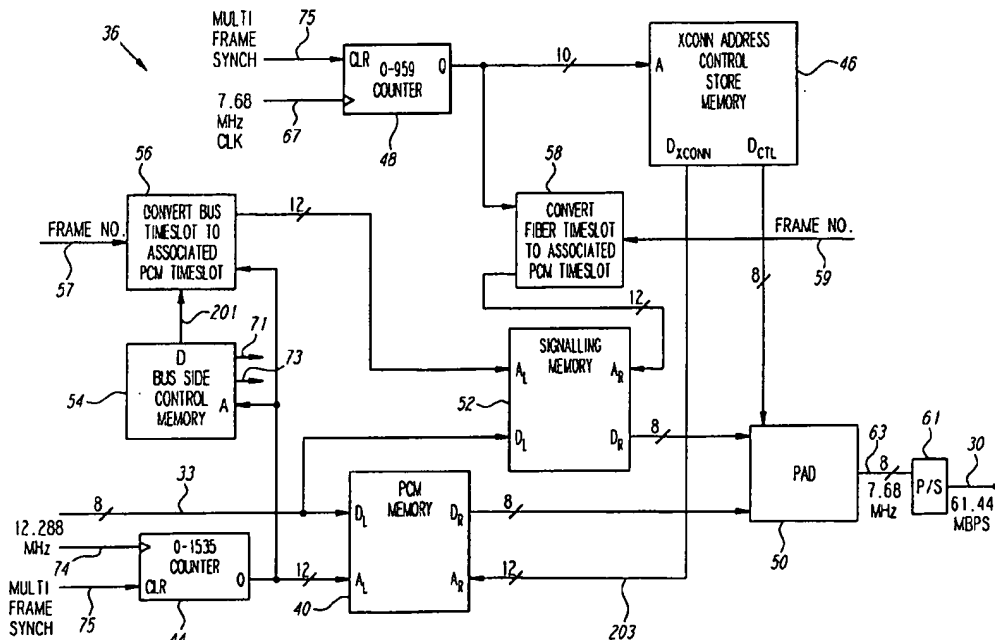 36
MULTI
FRAME
SYNCH
75
CLR
Q
0-959
COUNTER
7.68
MHz
CLK
67
48
10
A
XCONN ADDRESS
CONTROL
STORE
MEMORY
46
DXCONN
DCTL
56
FRAME NO.
57
CONVERT BUS
TIMESLOT TO
ASSOCIATED
PCM TIMESLOT
12
58
CONVERT
FIBER TIMESLOT
TO ASSOCIATED
PCM TIMESLOT
FRAME NO.
59
12
8
201
71
73
D
BUS SIDE
CONTROL
MEMORY
A
54
SIGNALLING
MEMORY
AL
AR
52
DL
DR
8
PAD
50
63
8
7.68
MHz
61
P/S
30
61.44
MBPS
8
33
12.288
MHz
74
0-1535
COUNTER
CLR
Q
MULTI
FRAME
SYNCH
75
44
12
PCM
MEMORY
DL
DR
AL
AR
40
8
12
203